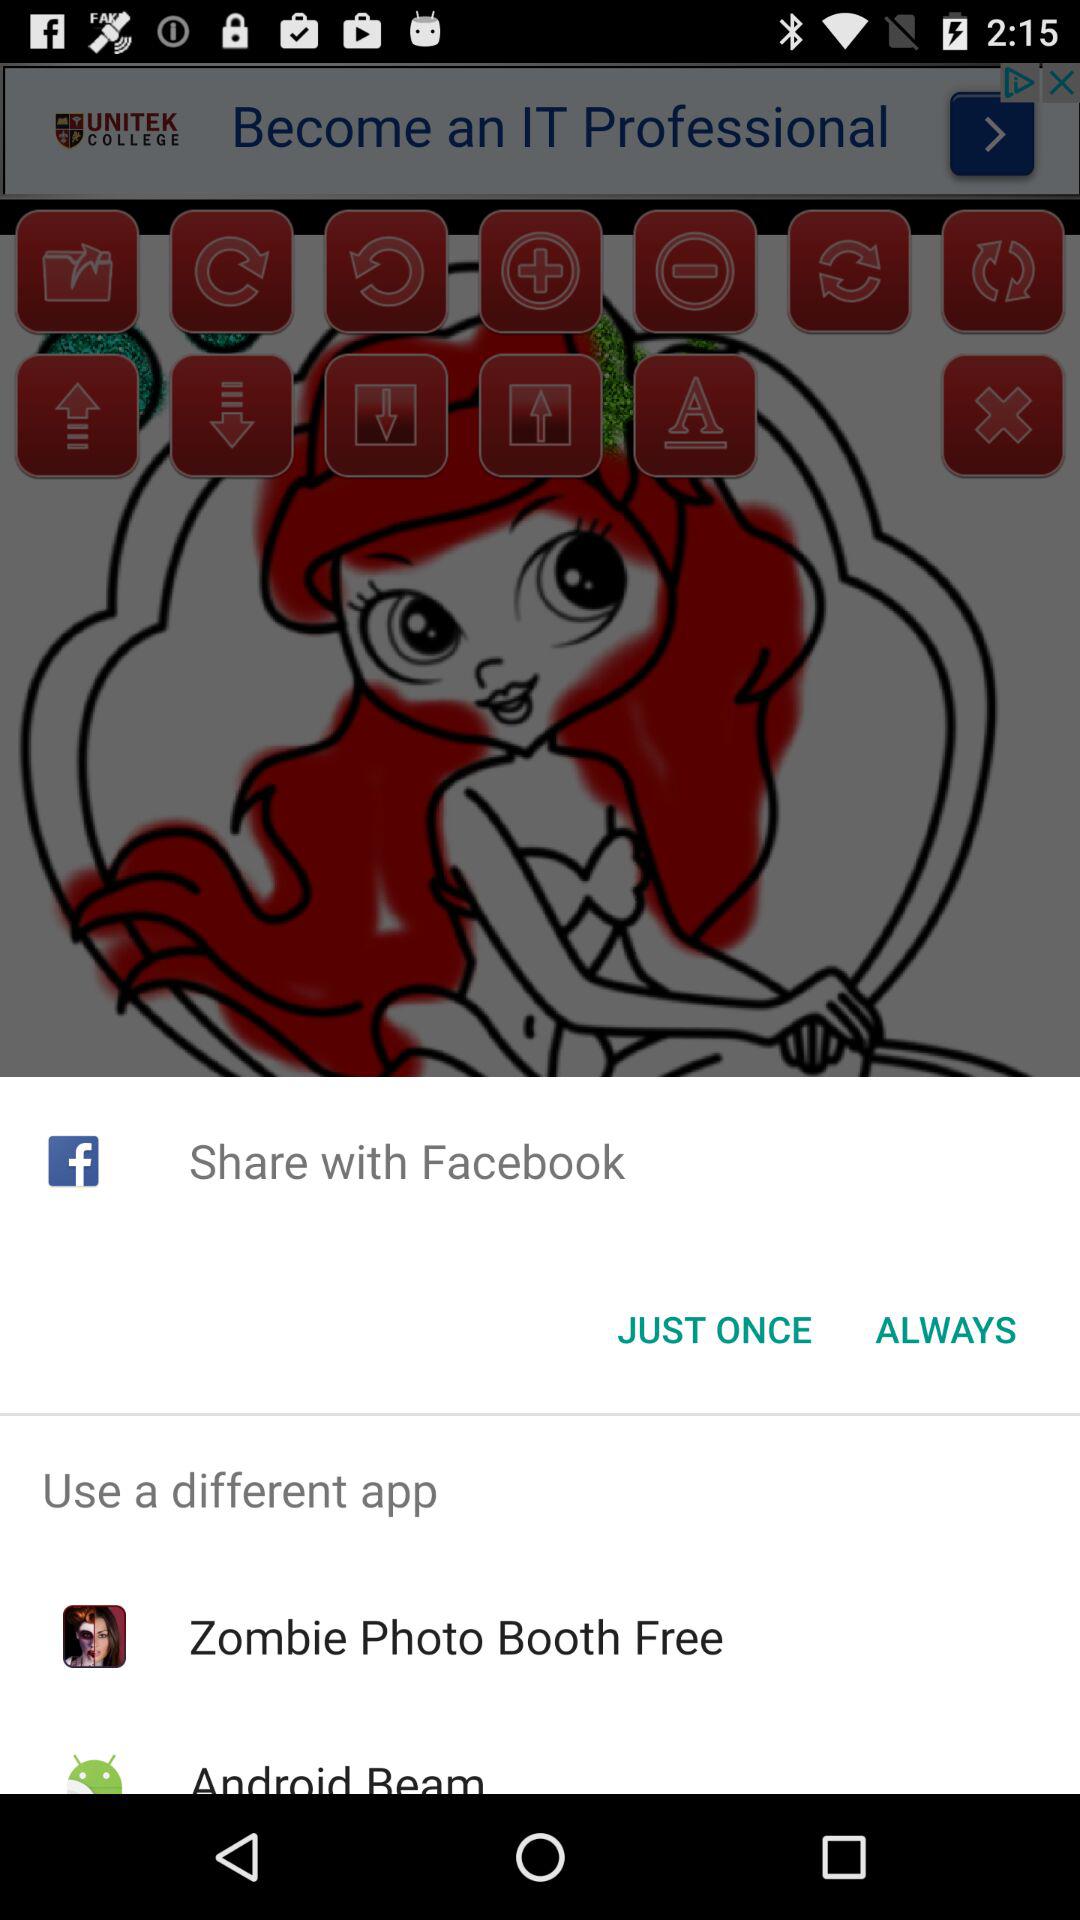 FAKE
2:15
UNITEK
COLLEGE
Become an IT Professional
A
Share with Facebook
JUST ONCE
ALWAYS
Use a different app
Zombie Photo Booth Free
Android Beam